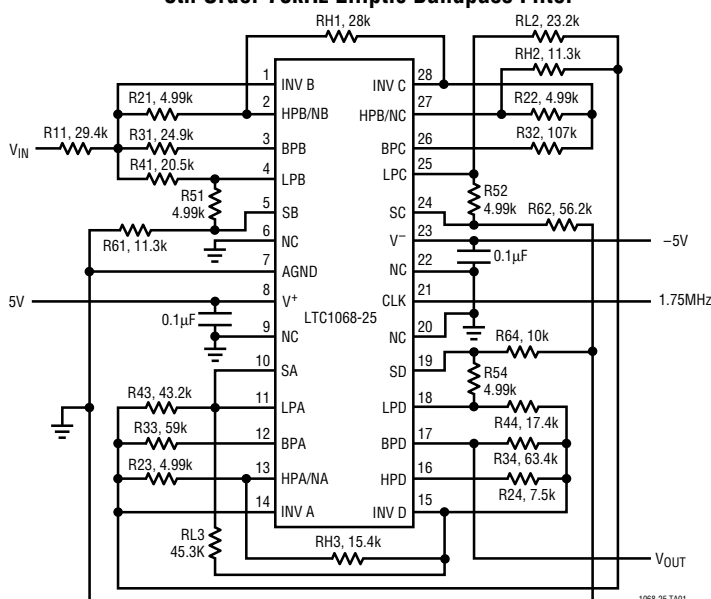 8th Order 70kHz Elliptic Bandpass Filter
RH1, 28k
RL2, 23.2k
RH2, 11.3k
R21, 4.99k
R31, 24.9k
R41, 20.5k
R11, 29.4k
VIN
R51
4.99k
R61, 11.3k
1
2
3
4
5
6
7
8
9
10
11
12
13
14
INV B
HPB/NB
BPB
LPB
SB
NC
AGND
V+
NC
SA
LPA
BPA
HPA/NA
INV A
LTC1068-25
INV C
HPB/NC
BPC
LPC
SC
V−
NC
CLK
NC
SD
LPD
BPD
HPD
INV D
28
27
26
25
24
23
22
21
20
19
18
17
16
15
R22, 4.99k
R32, 107k
R52
4.99k
R62, 56.2k
–5V
0.1µF
1.75MHz
5V
0.1µF
R64, 10k
R54
4.99k
R43, 43.2k
R33, 59k
R23, 4.99k
R44, 17.4k
R34, 63.4k
R24, 7.5k
RL3
45.3K
RH3, 15.4k
VOUT
1068-25 TA01